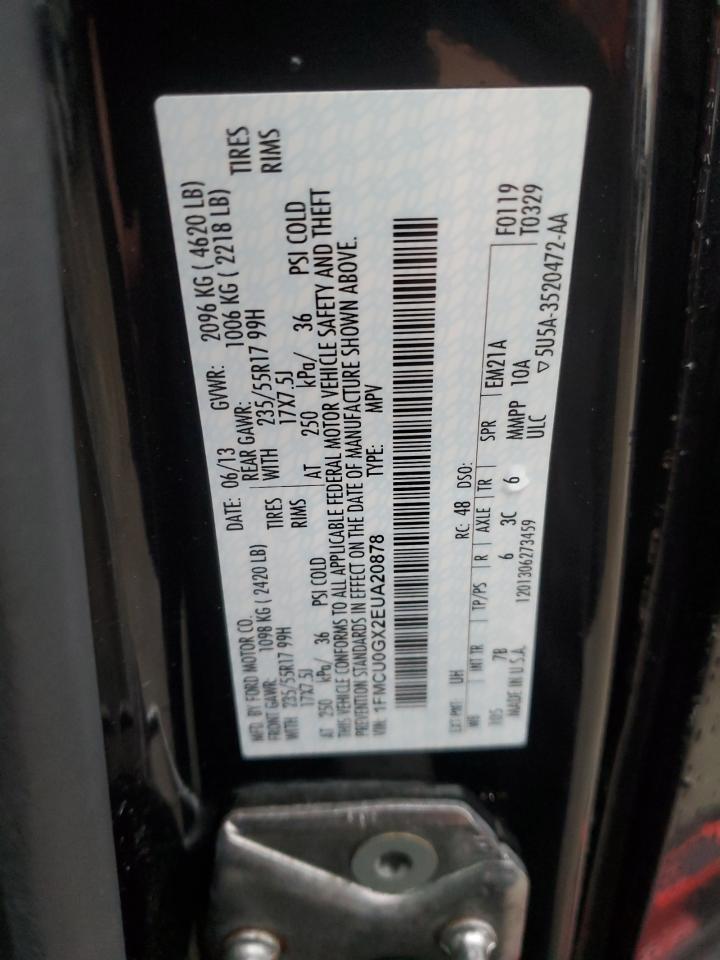 MFD. BY FORD MOTOR CO. DATE: 06/13 GVWR: 2096 KG ( 4620 LB)
FRONT GAWR: 1098 KG ( 2420 LB) REAR GAWR: 1006 KG ( 2218 LB)
WITH 235/55R17 99H TIRES WITH 235/55R17 99H TIRES
17X7.5J RIMS 17X7.5J RIMS
AT 250 kPa/ 36 PSI COLD AT 250 kPa/ 36 PSI COLD
THIS VEHICLE CONFORMS TO ALL APPLICABLE FEDERAL MOTOR VEHICLE SAFETY AND THEFT
PREVENTION STANDARDS IN EFFECT ON THE DATE OF MANUFACTURE SHOWN ABOVE.
VIN: 1FMCU0GX2EUA20878 TYPE: MPV
EXT PNT: UH RC: 48 DSO: F0119
WB INT TR TP/PS R AXLE TR SPR EM21A T0329
105 7B 6 3C 6 MMPP 10A
MADE IN U.S.A. 1201306273459 ULC ▽5U5A-3520472-AA